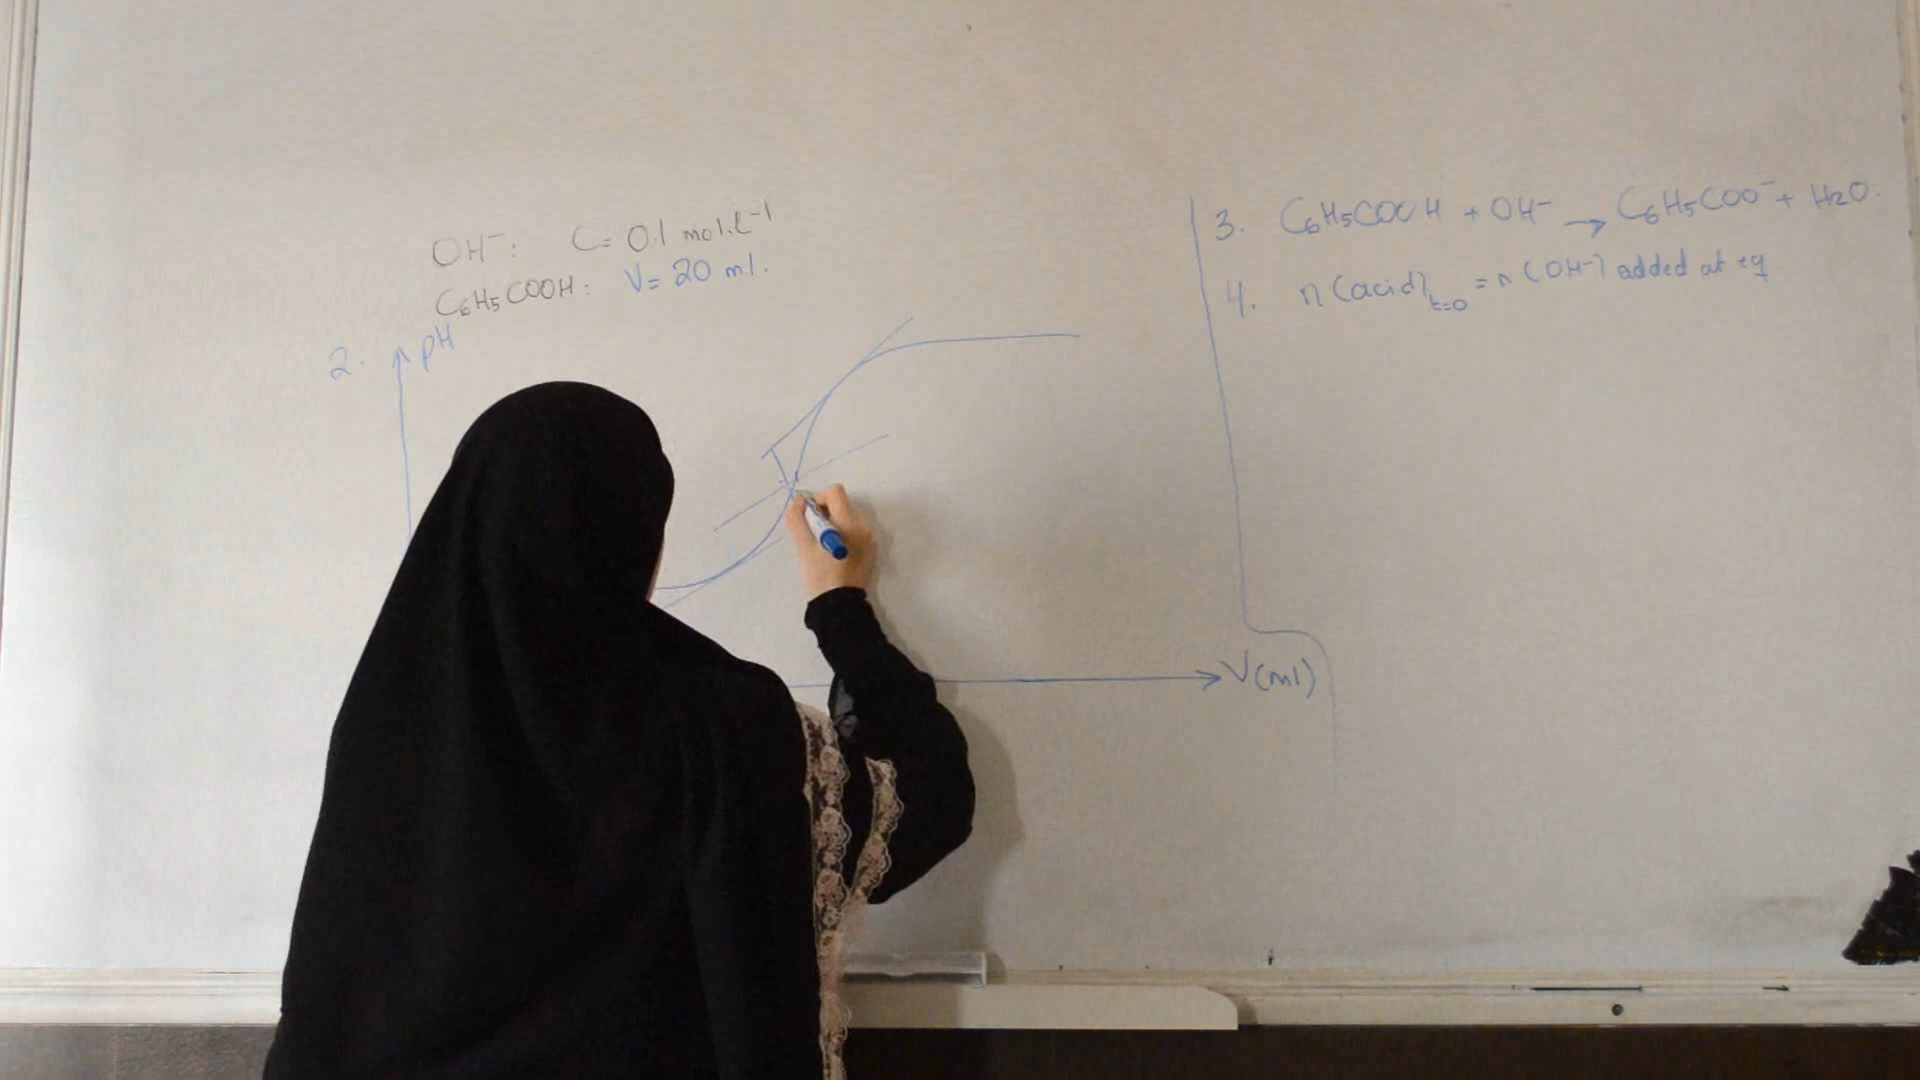 OH⁻: C= 0.1 mol.l⁻¹
C₆H₅COOH: V= 20 ml.
2. pH
V(ml)
3. C₆H₅COOH + OH⁻ → C₆H₅COO⁻ + H₂O.
4. n(acid)ₜ₌₀ = n(OH⁻) added at eq